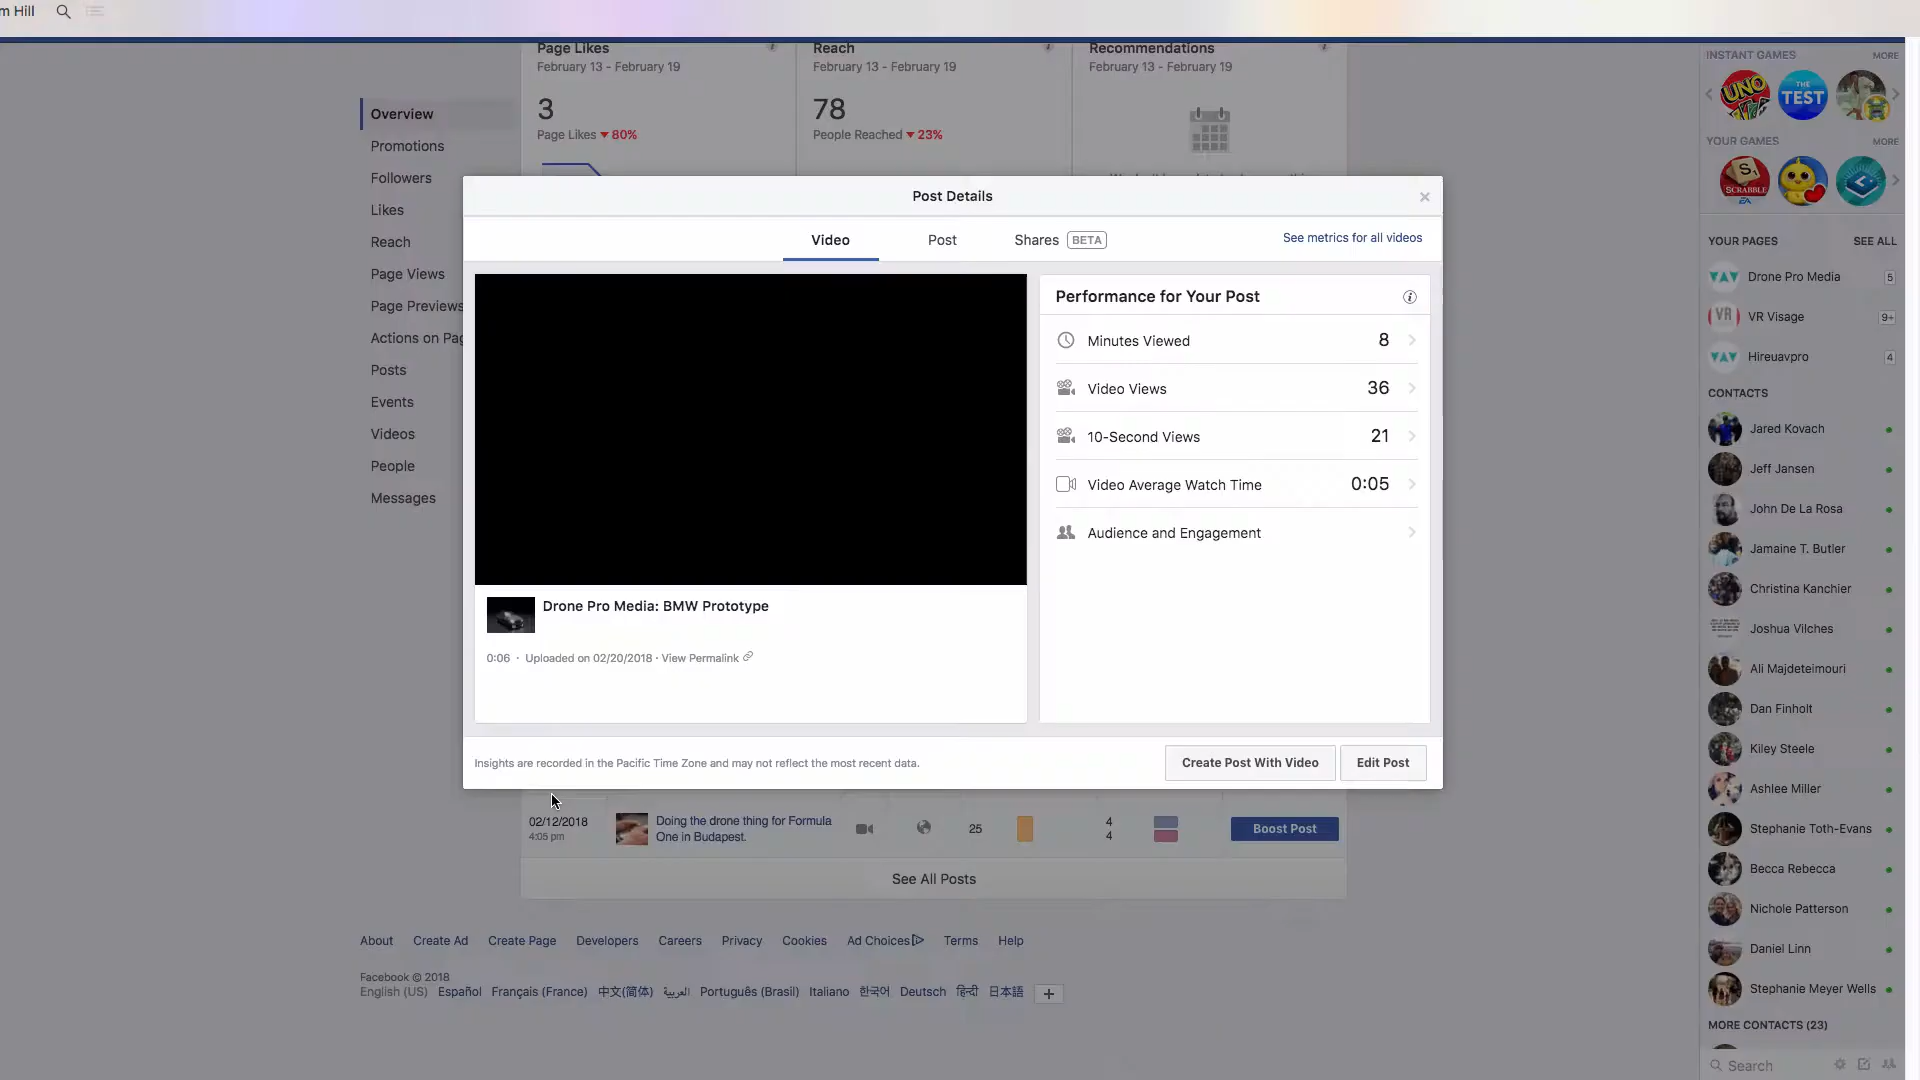 m Hill
Page Likes
February 13 - February 19
3
Page Likes 80%
Reach
February 13 - February 19
78
People Reached 23%
Recommendations
February 13 - February 19
Overview
Promotions
Followers
Likes
Reach
Page Views
Page Previews
Actions on Pag
Posts
Events
Videos
People
Messages
Post Details
Video
Post
Shares BETA
See metrics for all videos
Drone Pro Media: BMW Prototype
0:06 · Uploaded on 02/20/2018 · View Permalink
Performance for Your Post
Minutes Viewed 8
Video Views 36
10-Second Views 21
Video Average Watch Time 0:05
Audience and Engagement
Insights are recorded in the Pacific Time Zone and may not reflect the most recent data.
Create Post With Video
Edit Post
02/12/2018
4:05 pm
Doing the drone thing for Formula
One in Budapest.
25
4
4
Boost Post
See All Posts
About Create Ad Create Page Developers Careers Privacy Cookies Ad Choices Terms Help
Facebook © 2018
English (US) Español Français (France) 中文(简体) العربية Português (Brasil) Italiano 한국어 Deutsch हिन्दी 日本語
INSTANT GAMES MORE
UNO
THE
TEST
YOUR GAMES MORE
S
SCRABBLE
EA
YOUR PAGES SEE ALL
Drone Pro Media 5
VR
VR Visage 9+
Hireuavpro 4
CONTACTS
Jared Kovach
Jeff Jansen
John De La Rosa
Jamaine T. Butler
Christina Kanchier
Joshua Vilches
Ali Majdeteimouri
Dan Finholt
Kiley Steele
Ashlee Miller
Stephanie Toth-Evans
Becca Rebecca
Nichole Patterson
Daniel Linn
Stephanie Meyer Wells
MORE CONTACTS (23)
Search